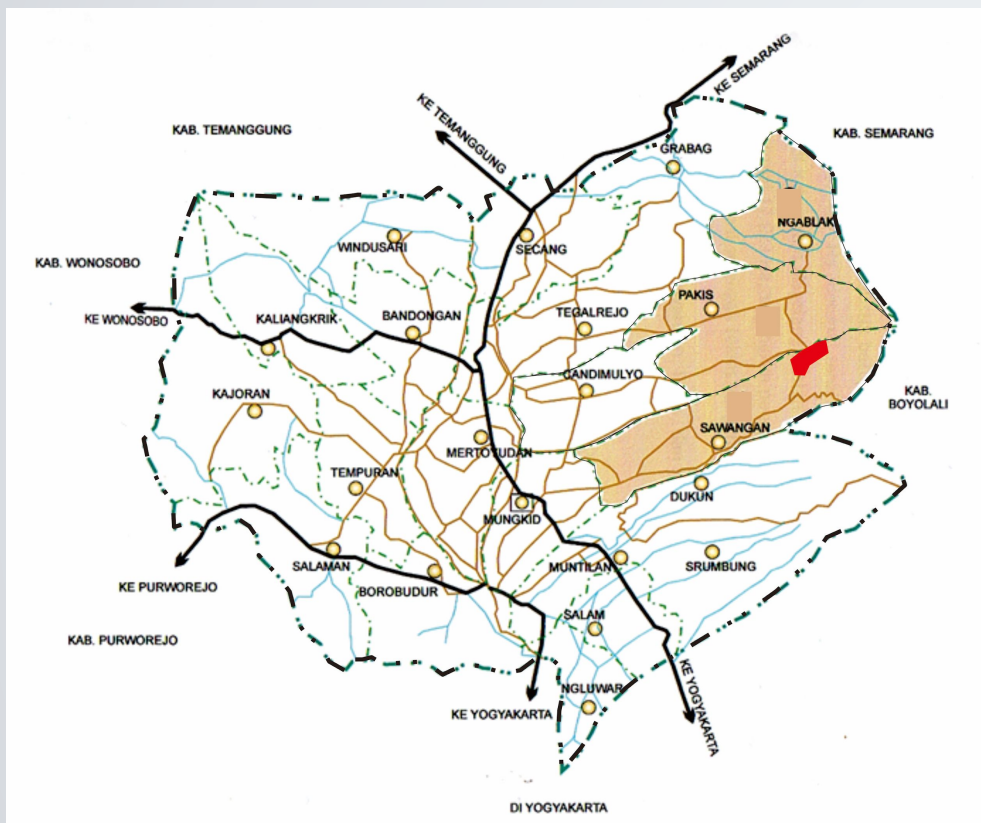 KE SEMARANG
KE TEMANGGUNG
KAB. TEMANGGUNG
KAB. SEMARANG
GRABAG
NGABLAK
WINDUSARI
SECANG
KAB. WONOSOBO
PAKIS
KE WONOSOBO
KALIANGKRIK
BANDONGAN
TEGALREJO
CANDIMULYO
KAB.
BOYOLALI
KAJORAN
SAWANGAN
MERTOYUDAN
TEMPURAN
DUKUN
MUNGKID
SALAMAN
MUNTILAN
SRUMBUNG
KE PURWOREJO
BOROBUDUR
SALAM
KAB. PURWOREJO
NGLUWAR
KE YOGYAKARTA
KE YOGYAKARTA
DI YOGYAKARTA